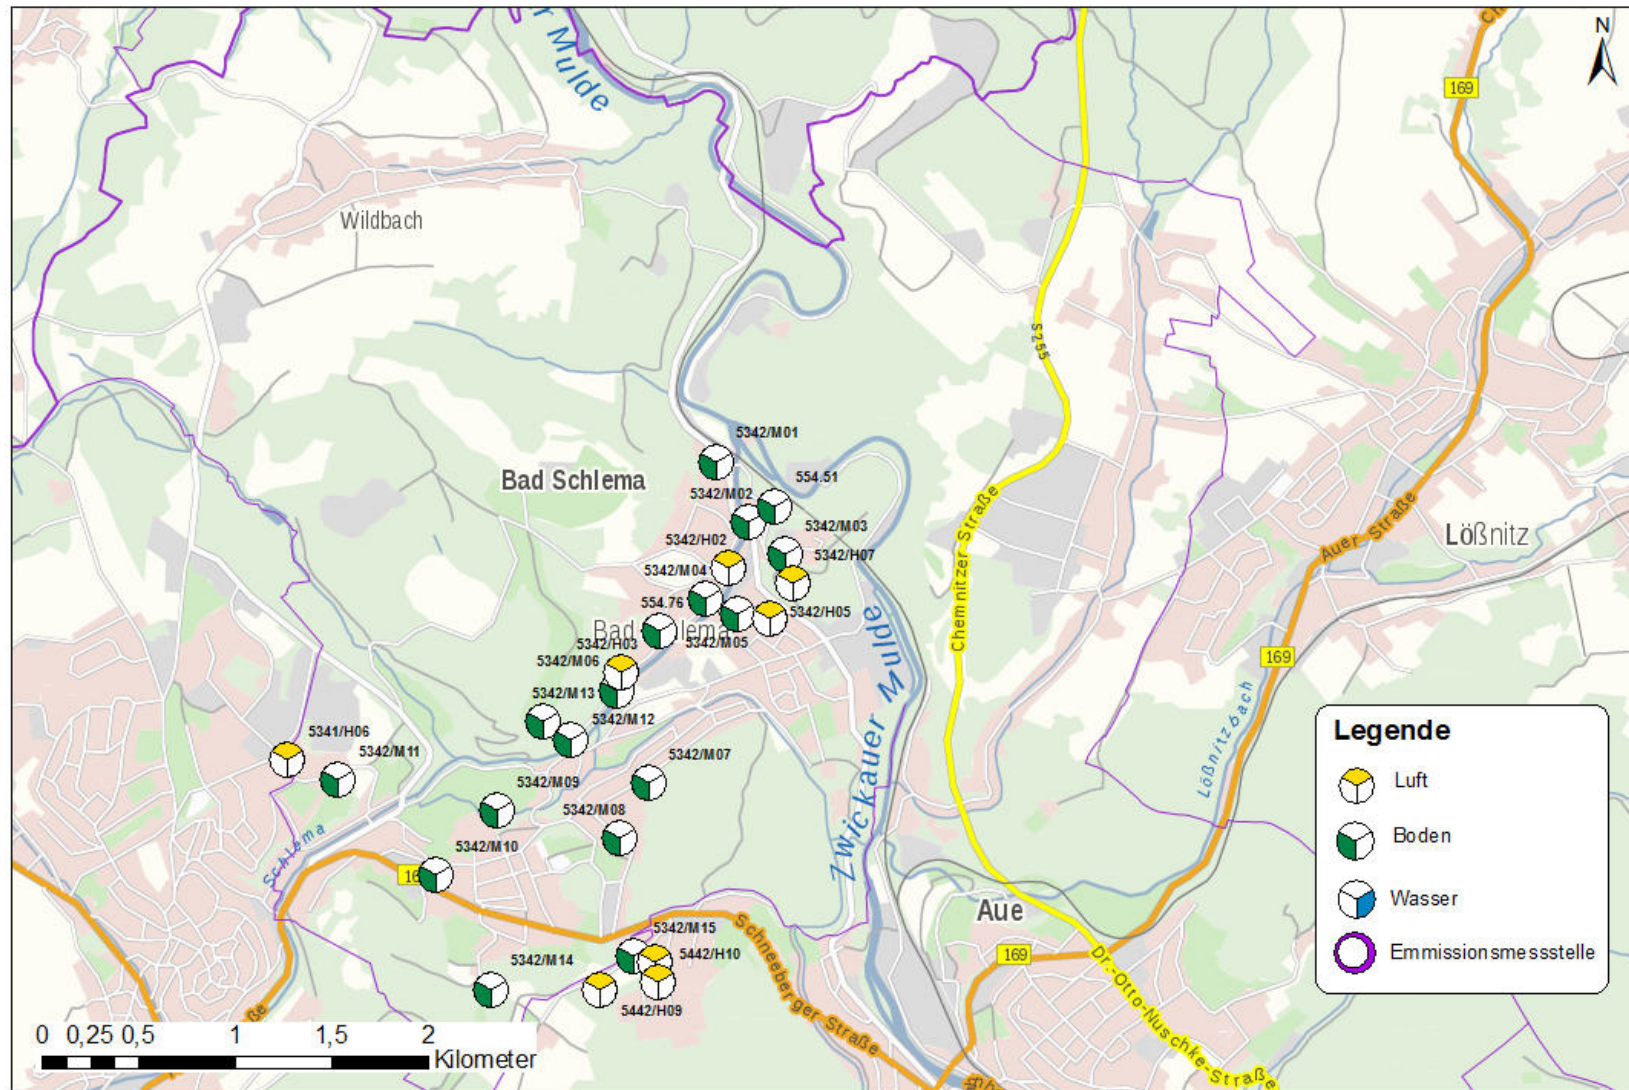 N
r Mulde
169
Wildbach
S255
5342/M01
Bad Schlema
554.51
5342/M02
Chemnitzer Straße
5342/M03
Auer Straße
Lößnitz
5342/H02
5342/H07
5342/M04
554.76
5342/H05
Bad
lema
5342/H03
5342/M05
5342/M06
169
5342/M13
5342/M12
Lößnitzbach
Zwickauer Mulde
5341/H06
5342/M11
5342/M07
5342/M09
5342/M08
Schlema
5342/M10
16
Legende
Luft
Boden
Wasser
Emmissionsmessstelle
Aue
5342/M15
5442/H10
169
5342/M14
5442/H09
Schneeberger Straße
Dr.-Otto-Nuschke-Straße
0 0,25 0,5 1 1,5 2
Kilometer